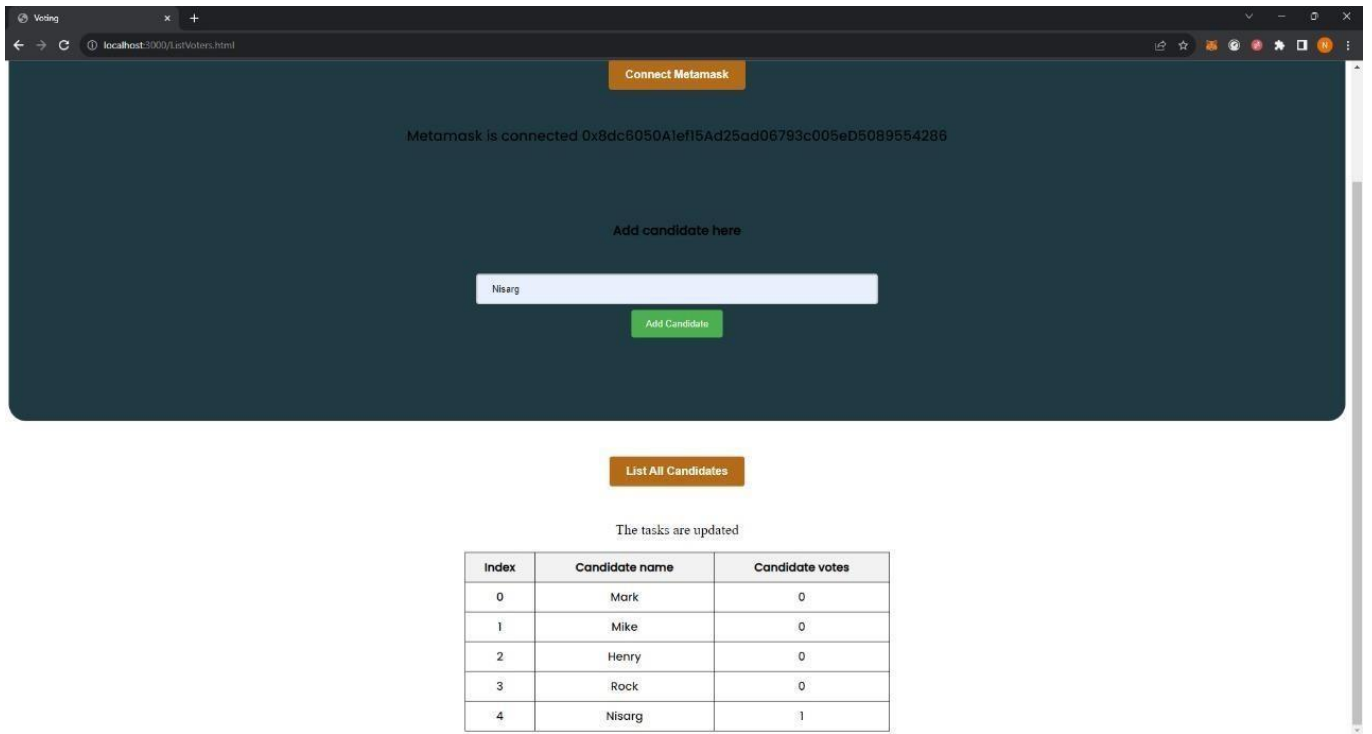 Voting
localhost:3000/ListVoters.html
N
Connect Metamask
Metamask is connected 0x8dc6050A1ef15Ad25ad06793c005eD5089554286
Add candidate here
Nisarg
Add Candidate
List All Candidates
The tasks are updated
Index Candidate name Candidate votes
0 Mark 0
1 Mike 0
2 Henry 0
3 Rock 0
4 Nisarg 1